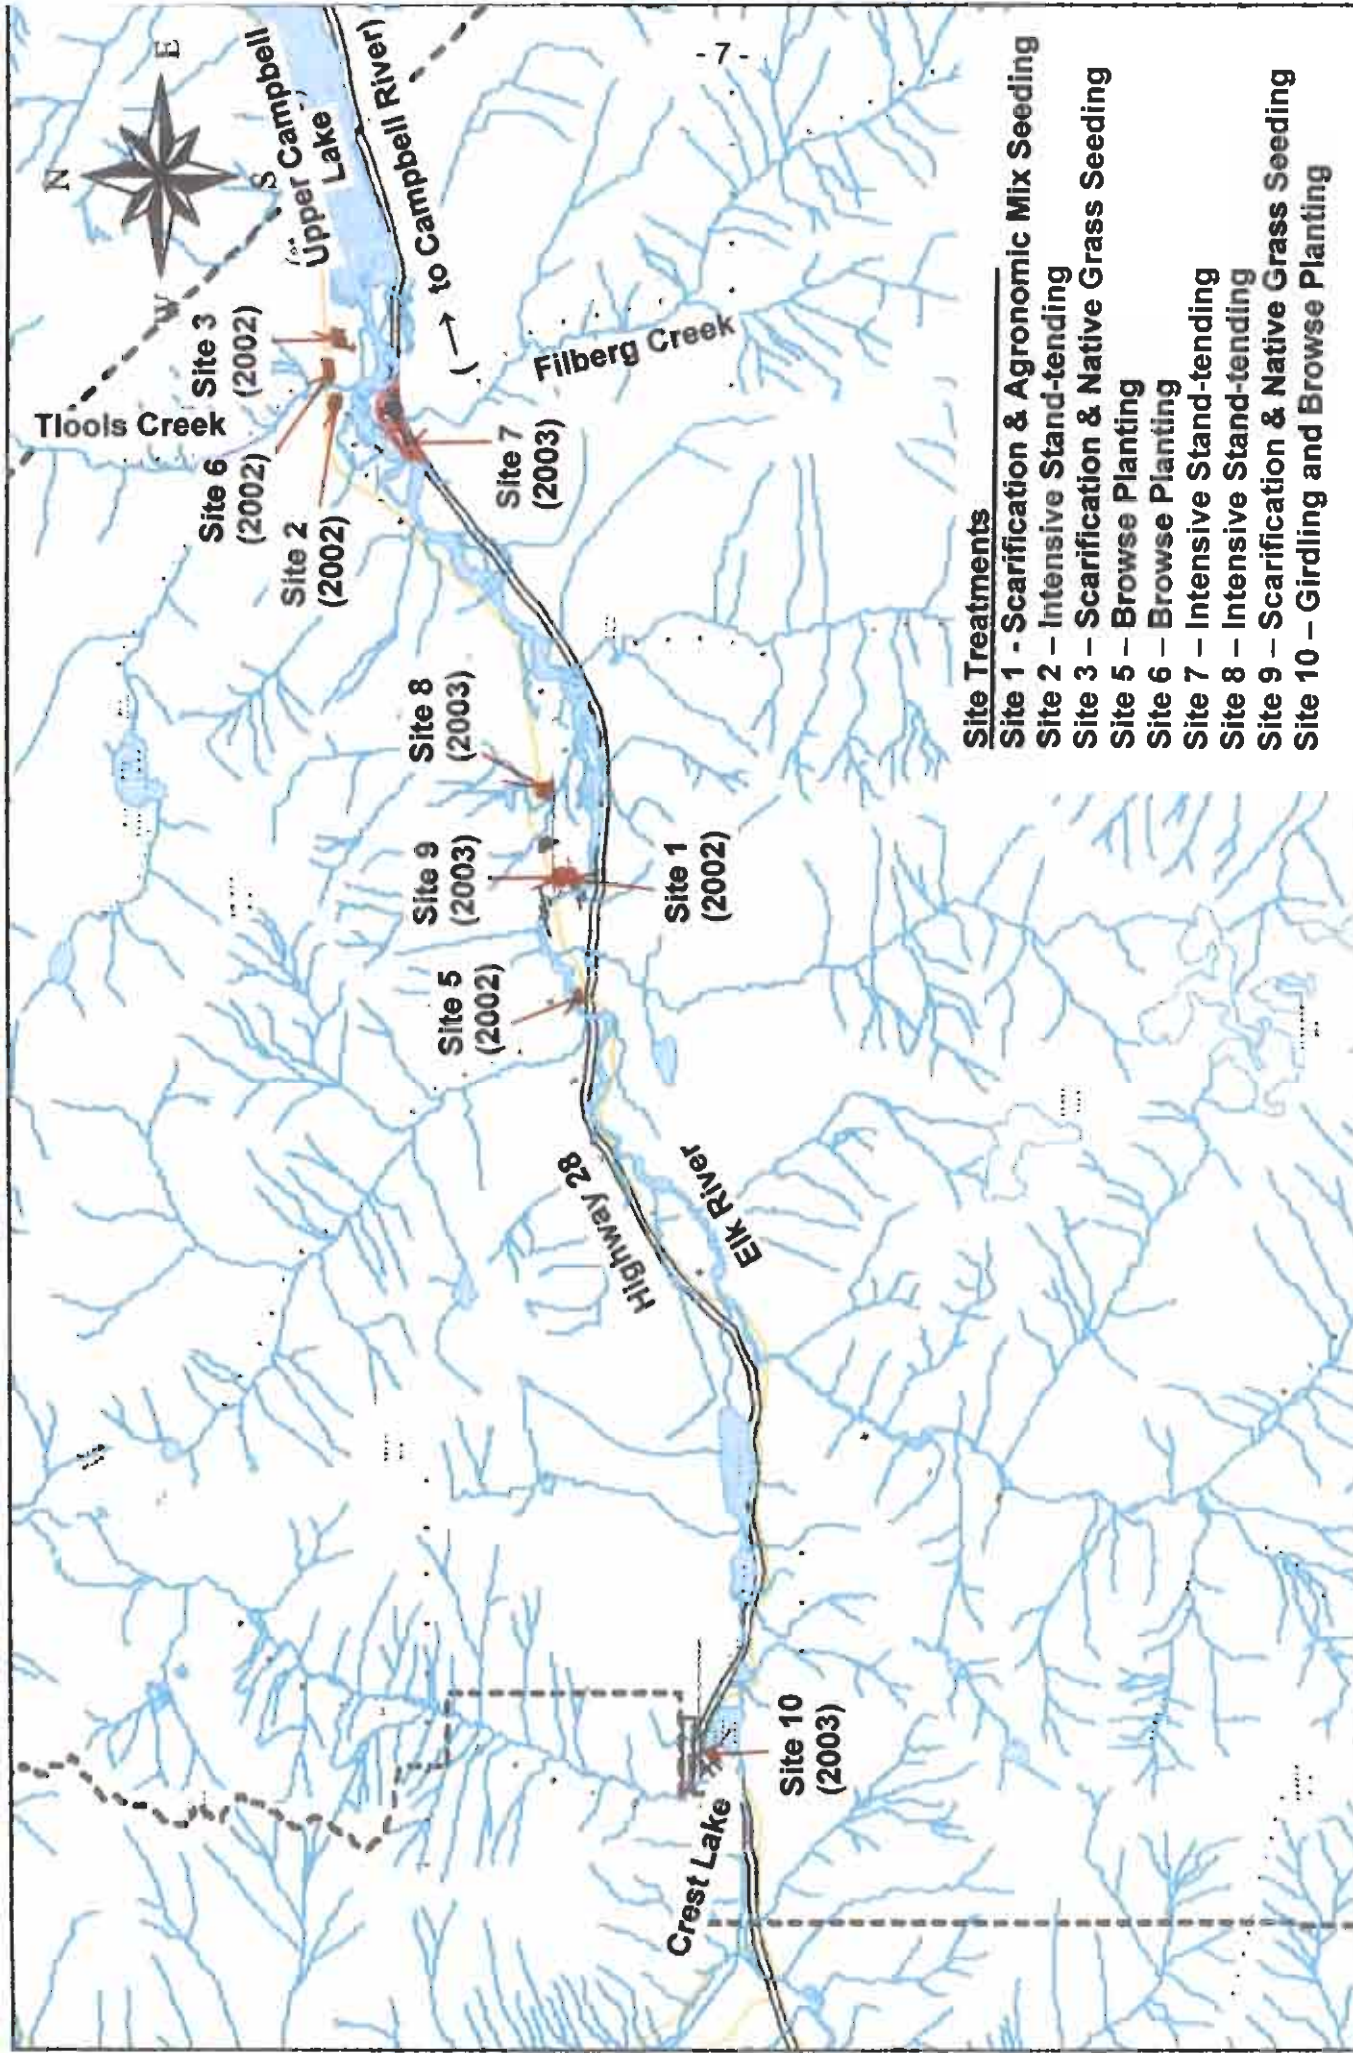 N
E
S
W
Upper Campbell
Lake
( → to Campbell River)
- 7 -
Tlools Creek
Site 3
(2002)
Site 6
(2002)
Site 2
(2002)
Site 7
(2003)
Filberg Creek
Site 8
(2003)
Site 9
(2003)
Site 1
(2002)
Site 5
(2002)
Highway 28
Elk River
Crest Lake
Site 10
(2003)
Site Treatments
Site 1 - Scarification & Agronomic Mix Seeding
Site 2 – Intensive Stand-tending
Site 3 – Scarification & Native Grass Seeding
Site 5 – Browse Planting
Site 6 – Browse Planting
Site 7 – Intensive Stand-tending
Site 8 – Intensive Stand-tending
Site 9 – Scarification & Native Grass Seeding
Site 10 – Girdling and Browse Planting